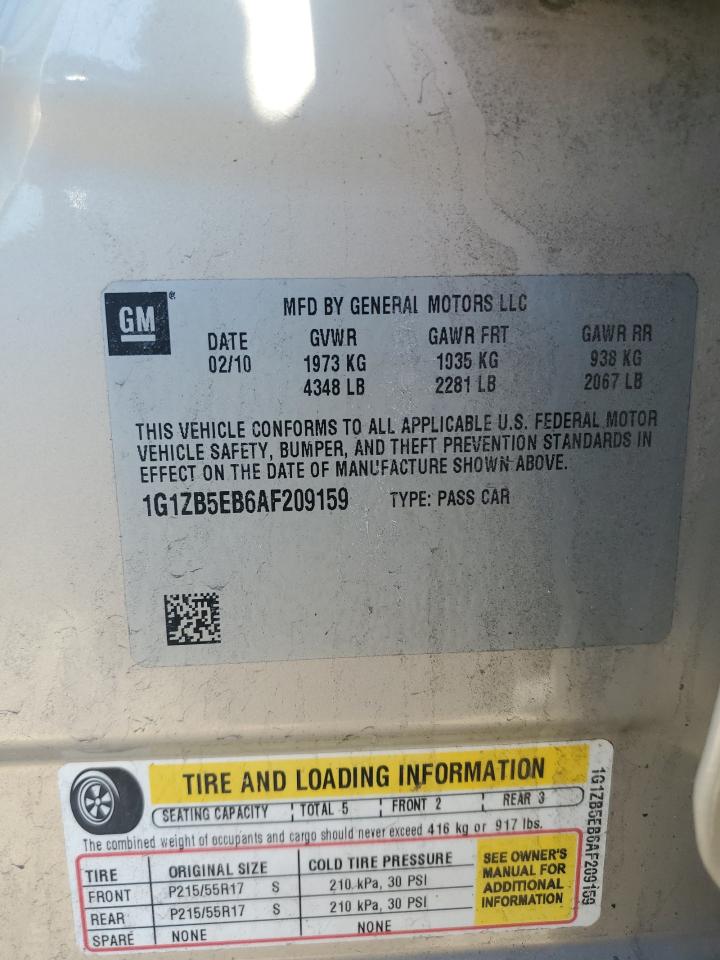 GM®
MFD BY GENERAL MOTORS LLC
DATE GVWR GAWR FRT GAWR RR
02/10 1973 KG 1035 KG 938 KG
4348 LB 2281 LB 2067 LB
THIS VEHICLE CONFORMS TO ALL APPLICABLE U.S. FEDERAL MOTOR
VEHICLE SAFETY, BUMPER, AND THEFT PREVENTION STANDARDS IN
EFFECT ON THE DATE OF MANUFACTURE SHOWN ABOVE.
1G1ZB5EB6AF209159 TYPE: PASS CAR
TIRE AND LOADING INFORMATION
SEATING CAPACITY TOTAL 5 FRONT 2 REAR 3
The combined weight of occupants and cargo should never exceed 416 kg or 917 lbs.
TIRE ORIGINAL SIZE COLD TIRE PRESSURE
FRONT P215/55R17 S 210 kPa, 30 PSI
REAR P215/55R17 S 210 kPa, 30 PSI
SPARE NONE NONE
SEE OWNER'S
MANUAL FOR
ADDITIONAL
INFORMATION
1G1ZB5EB6AF209159